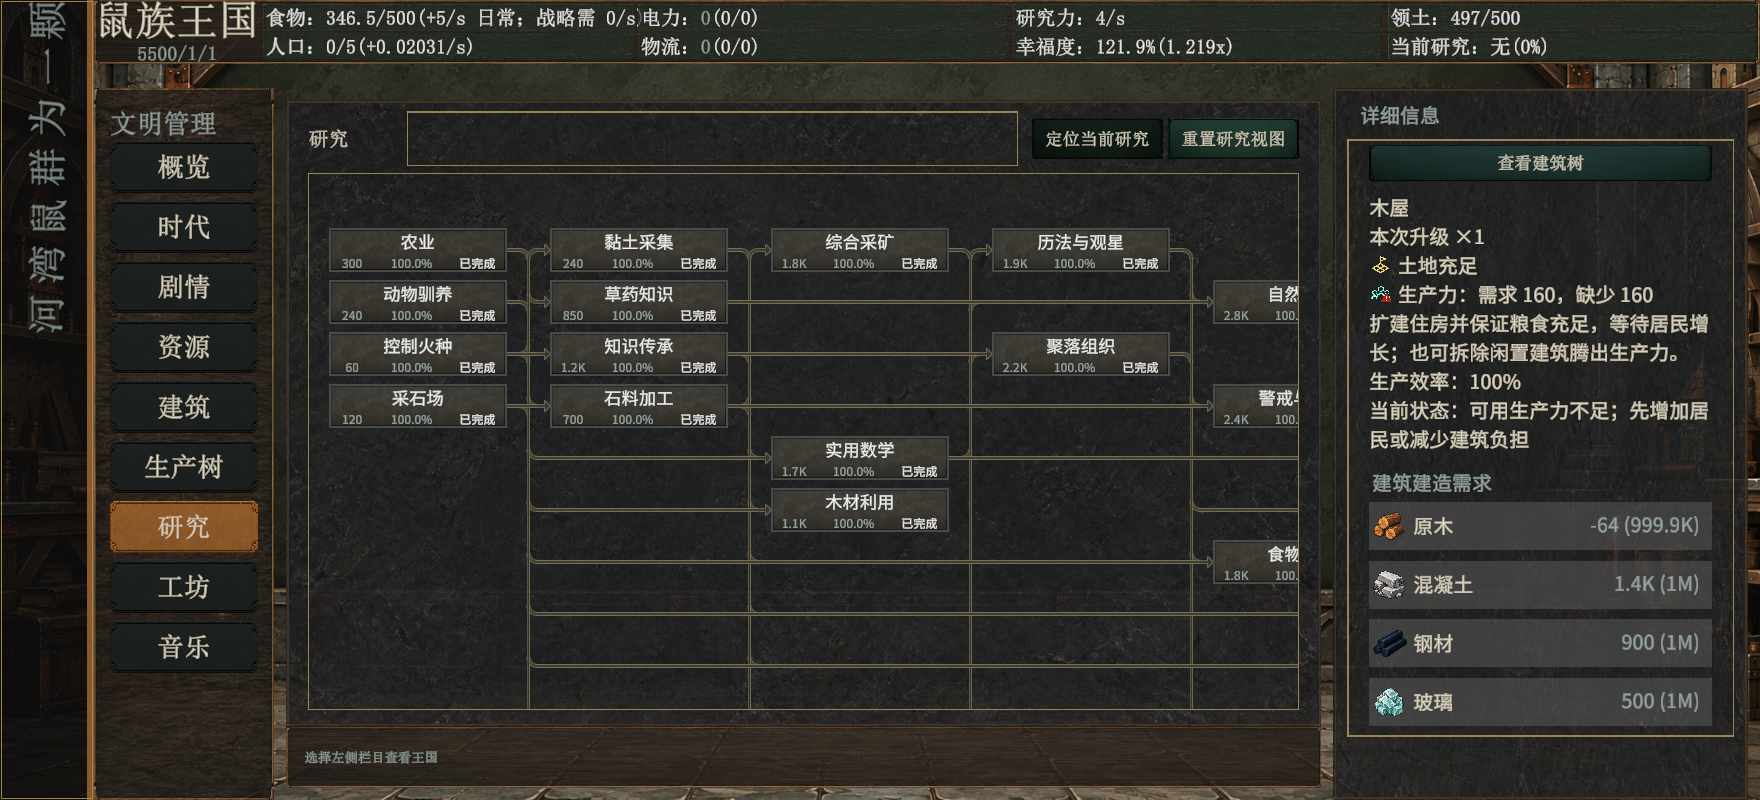 河湾鼠群为一颗
鼠族王国
5500/1/1
食物：346.5/500(+5/s 日常；战略需 0/s)
电力：0(0/0)
研究力：4/s
领土：497/500
人口：0/5(+0.02031/s)
物流：0(0/0)
幸福度：121.9%(1.219x)
当前研究：无(0%)
文明管理
概览
时代
剧情
资源
建筑
生产树
研究
工坊
音乐
研究
定位当前研究
重置研究视图
农业
300 100.0% 已完成
黏土采集
240 100.0% 已完成
综合采矿
1.8K 100.0% 已完成
历法与观星
1.9K 100.0% 已完成
动物驯养
240 100.0% 已完成
草药知识
850 100.0% 已完成
自然
2.8K 100.
控制火种
60 100.0% 已完成
知识传承
1.2K 100.0% 已完成
聚落组织
2.2K 100.0% 已完成
采石场
120 100.0% 已完成
石料加工
700 100.0% 已完成
警戒
2.4K 100.
实用数学
1.7K 100.0% 已完成
木材利用
1.1K 100.0% 已完成
食物
1.8K 100.
选择左侧栏目查看王国
详细信息
查看建筑树
木屋
本次升级 ×1
土地充足
生产力：需求 160，缺少 160
扩建住房并保证粮食充足，等待居民增
长；也可拆除闲置建筑腾出生产力。
生产效率：100%
当前状态：可用生产力不足；先增加居
民或减少建筑负担
建筑建造需求
原木 -64 (999.9K)
混凝土 1.4K (1M)
钢材 900 (1M)
玻璃 500 (1M)